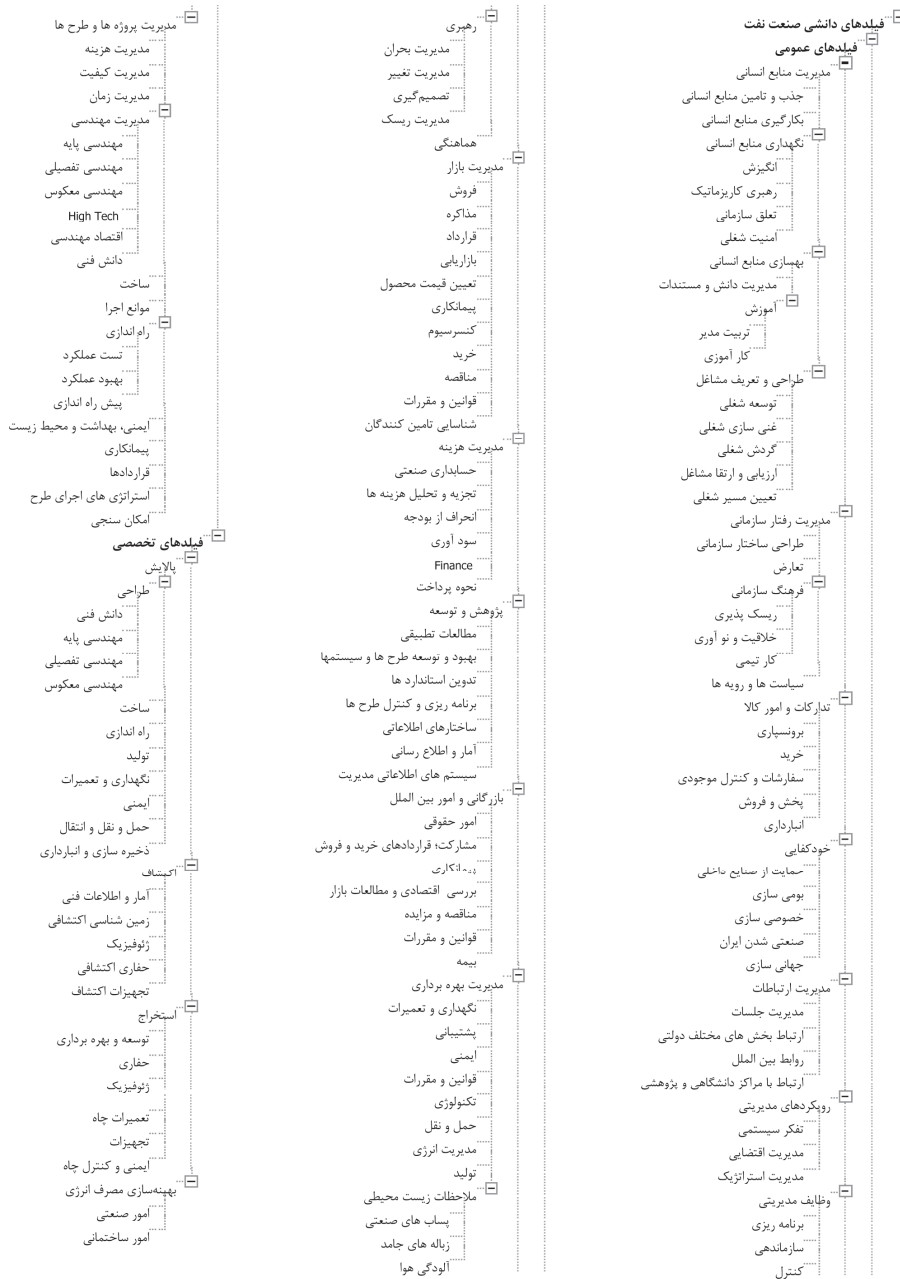 فیلدهای دانشی صنعت نفت
فیلدهای عمومی
مدیریت منابع انسانی
جذب و تامین منابع انسانی
بکارگیری منابع انسانی
نگهداری منابع انسانی
انگیزش
رهبری کاریزماتیک
تعلق سازمانی
امنیت شغلی
بهسازی منابع انسانی
مدیریت دانش و مستندات
آموزش
تربیت مدیر
کار آموزی
طراحی و تعریف مشاغل
توسعه شغلی
غنی سازی شغلی
گردش شغلی
ارزیابی و ارتقا مشاغل
تعیین مسیر شغلی
مدیریت رفتار سازمانی
طراحی ساختار سازمانی
تعارض
فرهنگ سازمانی
ریسک پذیری
خلاقیت و نو آوری
کار تیمی
سیاست ها و رویه ها
تدارکات و امور کالا
برونسپاری
خرید
سفارشات و کنترل موجودی
پخش و فروش
انبارداری
خودکفایی
حمایت از صنایع داخلی
بومی سازی
خصوصی سازی
صنعتی شدن ایران
جهانی سازی
مدیریت ارتباطات
مدیریت جلسات
ارتباط بخش های مختلف دولتی
روابط بین الملل
ارتباط با مراکز دانشگاهی و پژوهشی
رویکردهای مدیریتی
تفکر سیستمی
مدیریت اقتضایی
مدیریت استراتژیک
وظایف مدیریتی
برنامه ریزی
سازماندهی
کنترل
رهبری
مدیریت بحران
مدیریت تغییر
تصمیم‌گیری
مدیریت ریسک
هماهنگی
مدیریت بازار
فروش
مذاکره
قرارداد
بازاریابی
تعیین قیمت محصول
پیمانکاری
کنسرسیوم
خرید
مناقصه
قوانین و مقررات
شناسایی تامین کنندگان
مدیریت هزینه
حسابداری صنعتی
تجزیه و تحلیل هزینه ها
انحراف از بودجه
سود آوری
Finance
نحوه پرداخت
پژوهش و توسعه
مطالعات تطبیقی
بهبود و توسعه طرح ها و سیستمها
تدوین استاندارد ها
برنامه ریزی و کنترل طرح ها
ساختارهای اطلاعاتی
آمار و اطلاع رسانی
سیستم های اطلاعاتی مدیریت
بازرگانی و امور بین الملل
امور حقوقی
مشارکت؛ قراردادهای خرید و فروش
پیمانکاری
بررسی اقتصادی و مطالعات بازار
مناقصه و مزایده
قوانین و مقررات
بیمه
مدیریت بهره برداری
نگهداری و تعمیرات
پشتیبانی
ایمنی
قوانین و مقررات
تکنولوژی
حمل و نقل
مدیریت انرژی
تولید
ملاحظات زیست محیطی
پساب های صنعتی
زباله های جامد
آلودگی هوا
مدیریت پروژه ها و طرح ها
مدیریت هزینه
مدیریت کیفیت
مدیریت زمان
مدیریت مهندسی
مهندسی پایه
مهندسی تفصیلی
مهندسی معکوس
High Tech
اقتصاد مهندسی
دانش فنی
ساخت
موانع اجرا
راه اندازی
تست عملکرد
بهبود عملکرد
پیش راه اندازی
ایمنی، بهداشت و محیط زیست
پیمانکاری
قراردادها
استراتژی های اجرای طرح
امکان سنجی
فیلدهای تخصصی
پالایش
طراحی
دانش فنی
مهندسی پایه
مهندسی تفصیلی
مهندسی معکوس
ساخت
راه اندازی
تولید
نگهداری و تعمیرات
ایمنی
حمل و نقل و انتقال
ذخیره سازی و انبارداری
اکتشاف
آمار و اطلاعات فنی
زمین شناسی اکتشافی
ژئوفیزیک
حفاری اکتشافی
تجهیزات اکتشاف
استخراج
توسعه و بهره برداری
حفاری
ژئوفیزیک
تعمیرات چاه
تجهیزات
ایمنی و کنترل چاه
بهینه‌سازی مصرف انرژی
امور صنعتی
امور ساختمانی